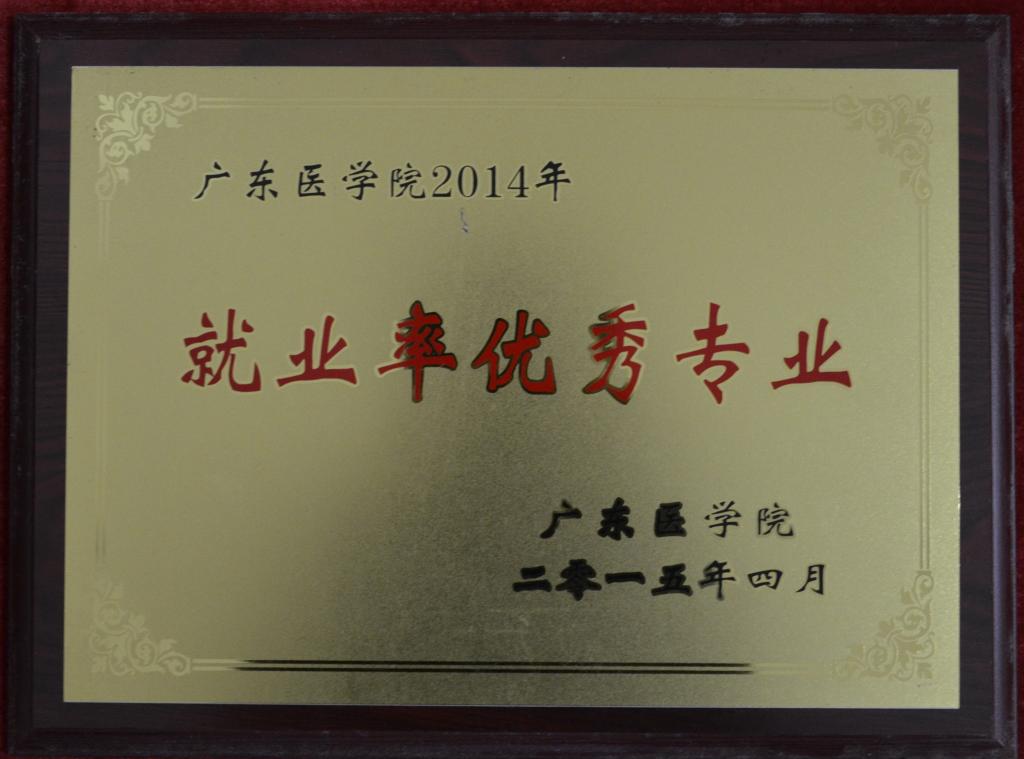 广东医学院2014年
就业率优秀专业
广东医学院
二零一五年四月